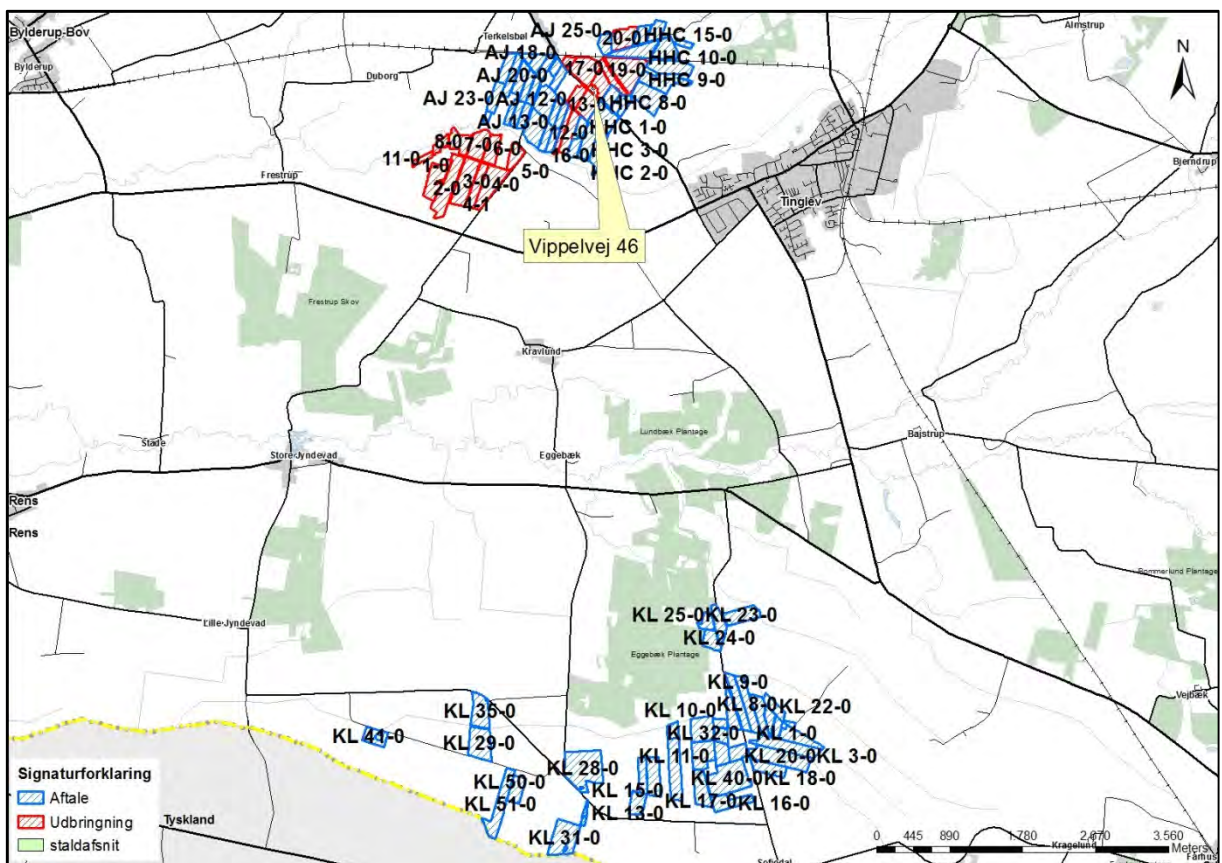 Bylderup-Bov
Bylderup
Terkelsbøl
Duborg
Almstrup
N
AJ 25-0
20-0
HHC 15-0
AJ 18-0
17-0
19-0
HHC 10-0
AJ 20-0
HHC 9-0
AJ 23-0
AJ 12-0
13-0
HHC 8-0
AJ 13-0
12-0
HHC 1-0
16-0
HHC 3-0
HHC 2-0
8-0
7-0
6-0
11-0
1-0
5-0
2-0
3-0
4-0
4-1
Frestrup
Bjerndrup
Tinglev
Vippelvej 46
Frestrup Skov
Kravlund
Lundbæk Plantage
Stade
Store Jyndevad
Eggebæk
Bajstrup
Rens
Rens
Bommerlund Plantage
Lille Jyndevad
KL 25-0
KL 23-0
KL 24-0
Eggebæk Plantage
KL 9-0
KL 8-0
KL 22-0
KL 10-0
KL 35-0
KL 32-0
KL 1-0
KL 41-0
KL 29-0
KL 11-0
KL 20-0
KL 3-0
KL 28-0
KL 40-0
KL 18-0
KL 50-0
KL 15-0
KL 51-0
KL 13-0
KL 17-0
KL 16-0
KL 31-0
Vejbæk
Signaturforklaring
Aftale
Udbringning
staldafsnit
Tyskland
Sofiedal
Kragelund
0 445 890 1.780 2.670 3.560
Meters